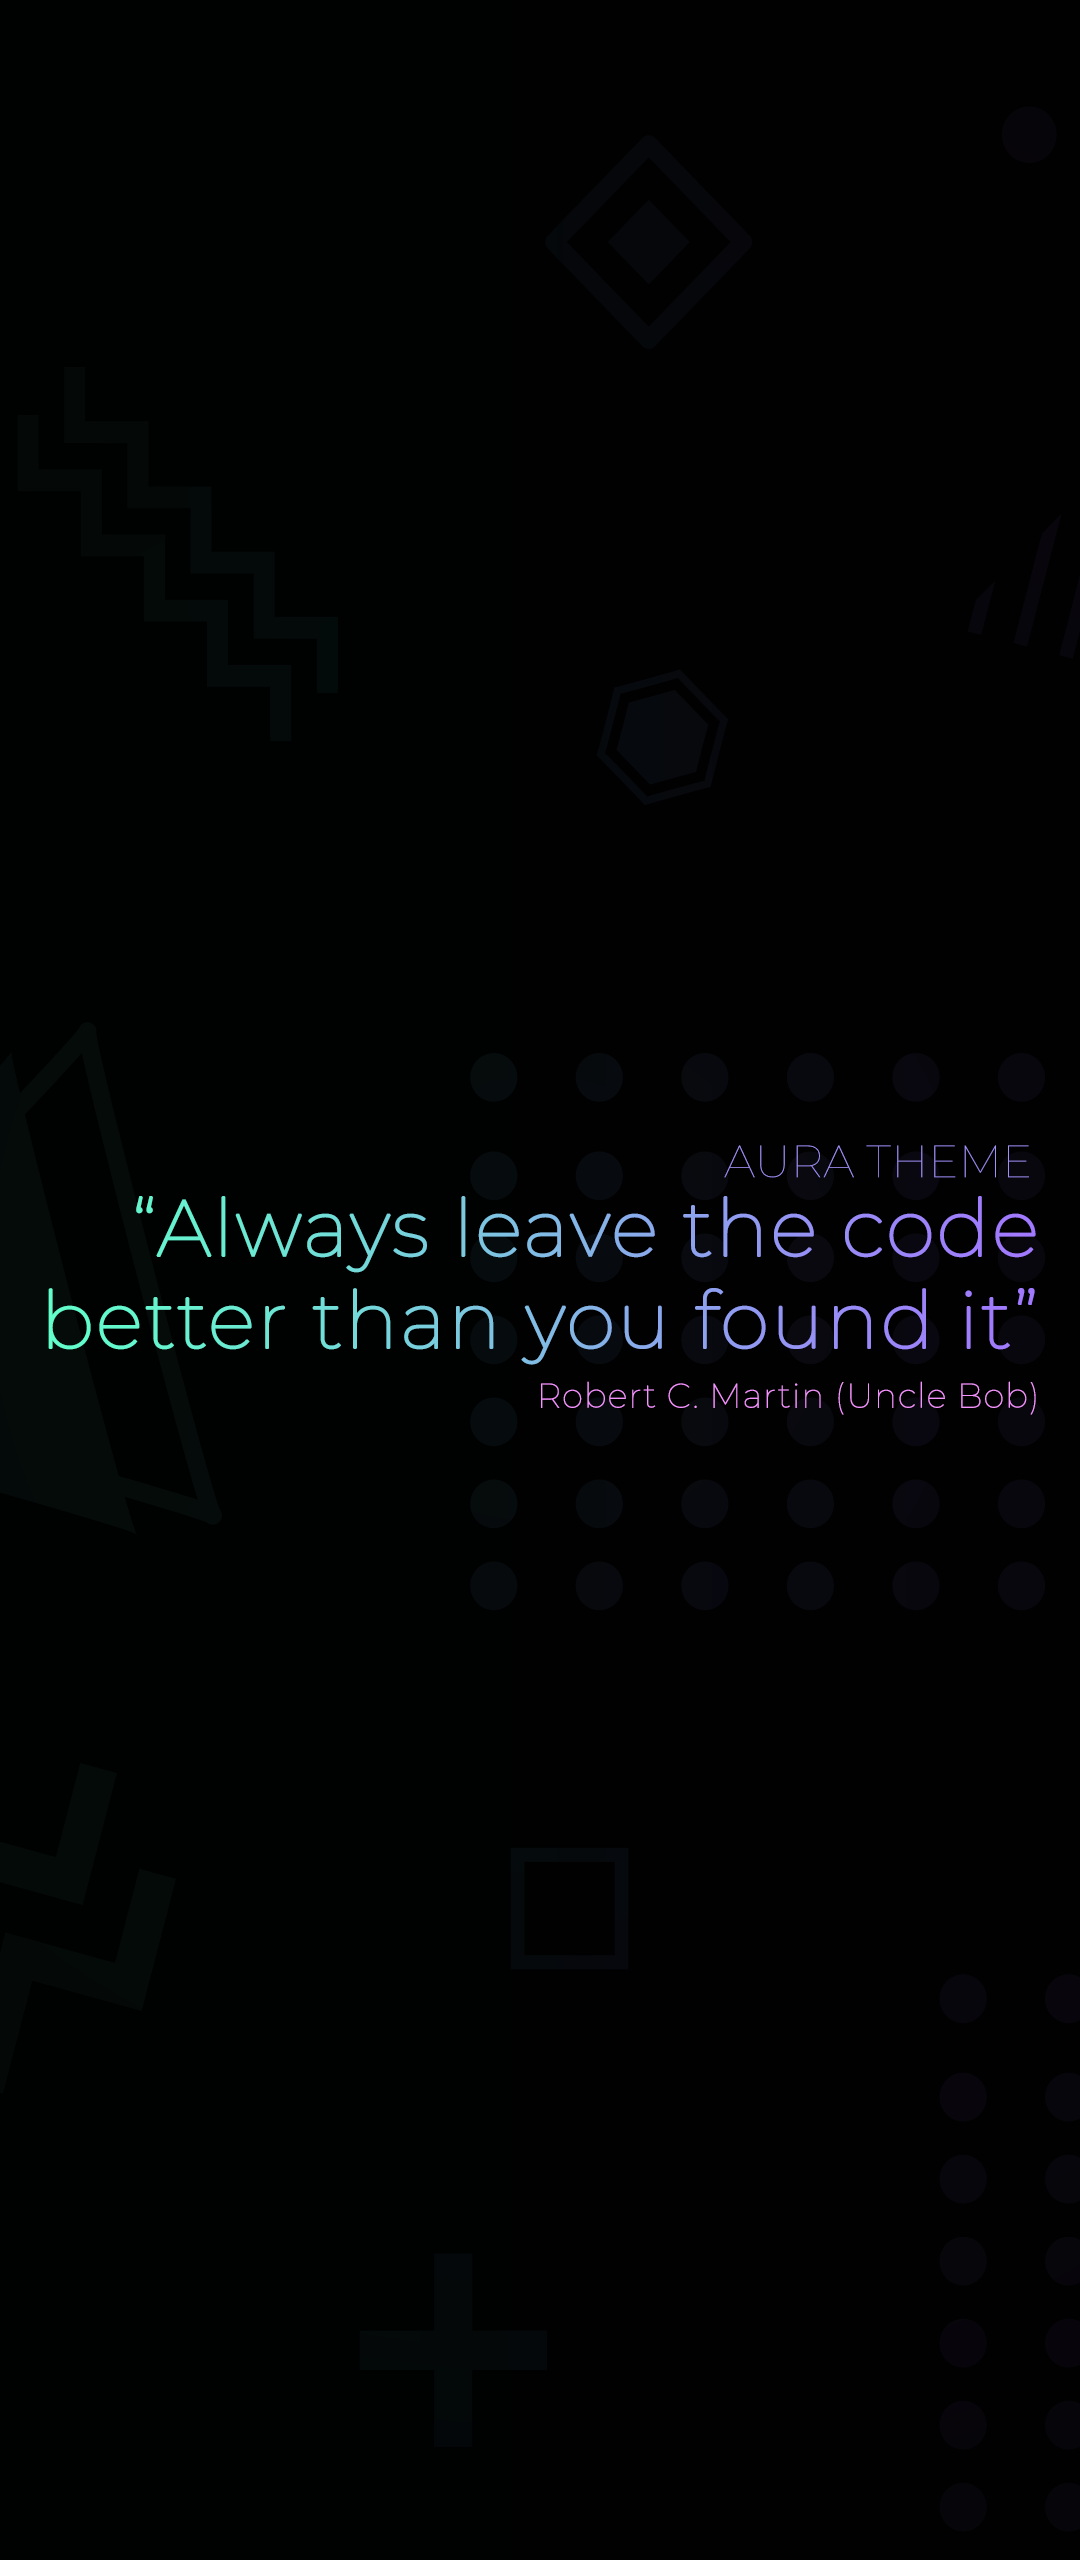 AURA THEME
“Always leave the code
better than you found it”
Robert C. Martin (Uncle Bob)